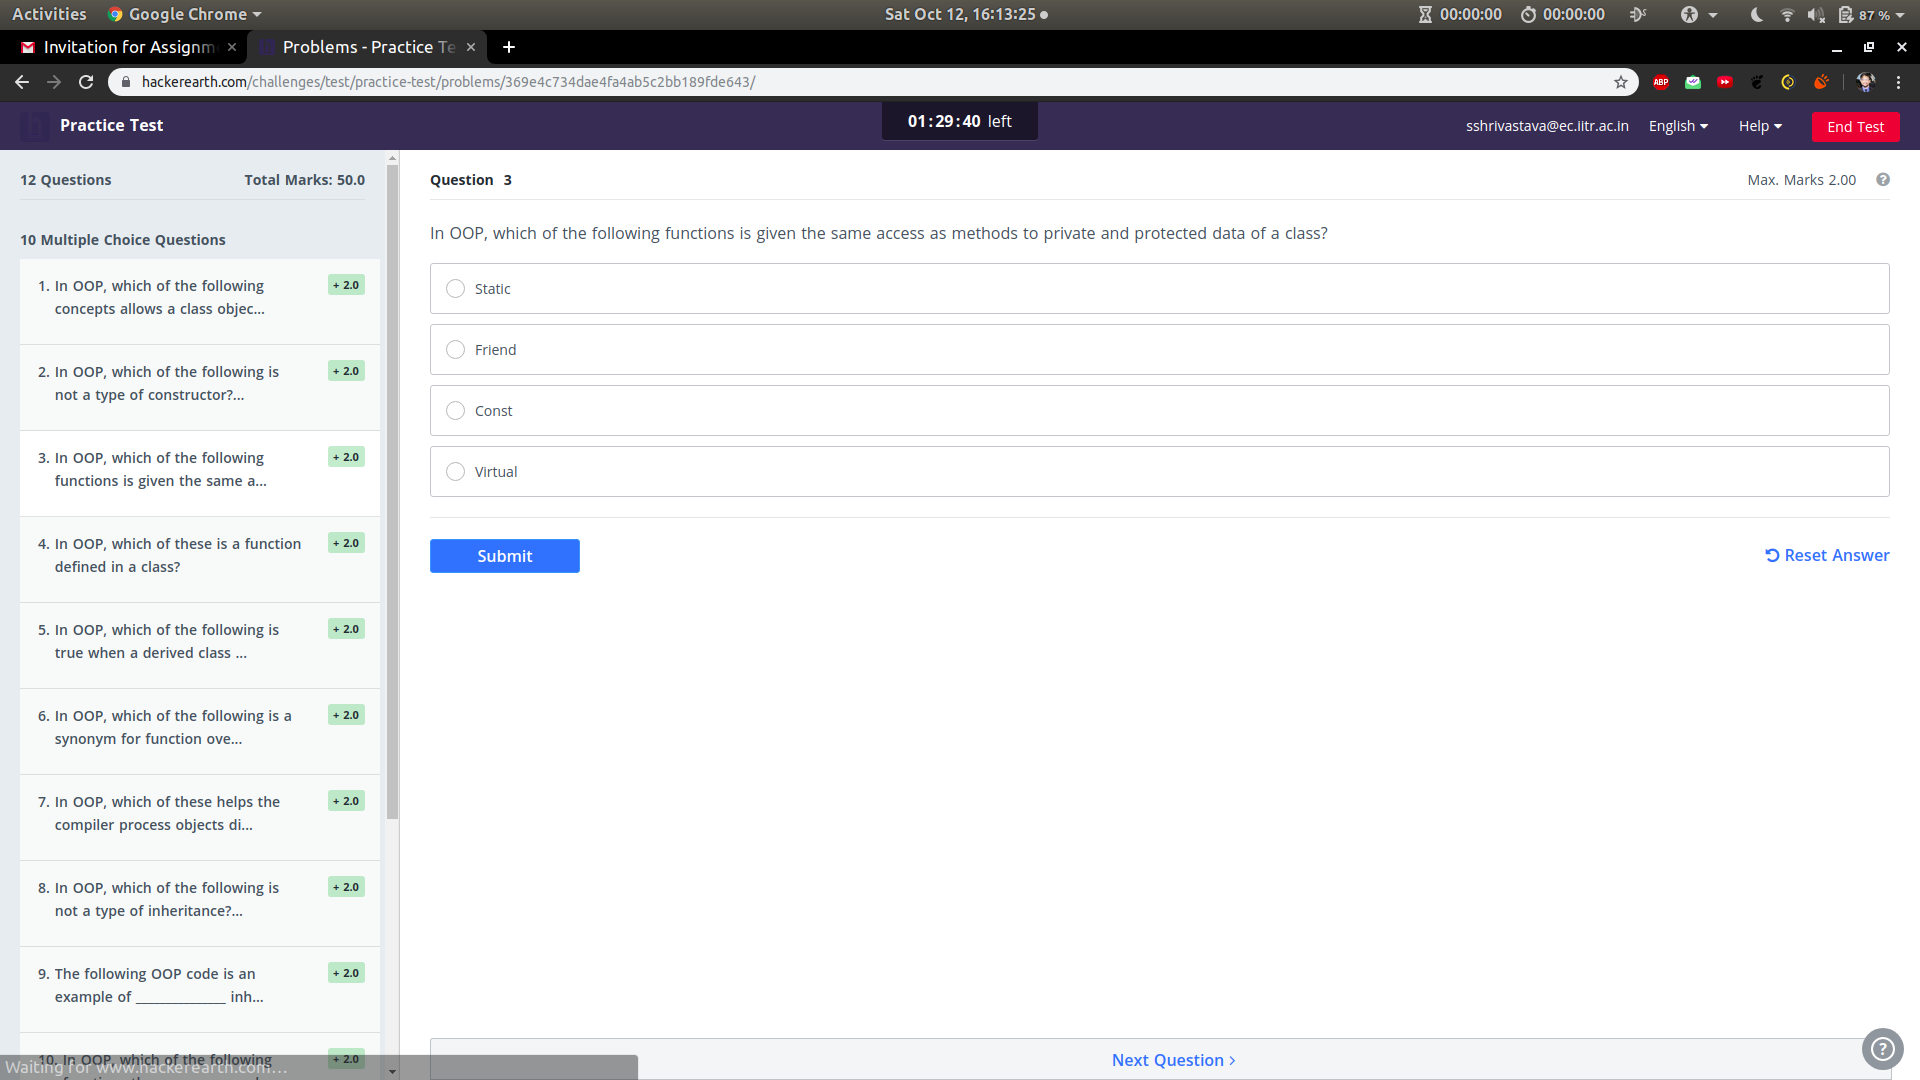 Activities
Google Chrome
Sat Oct 12, 16:13:25
00:00:00
00:00:00
87 %
Invitation for Assignm
Problems - Practice Te
hackerearth.com/challenges/test/practice-test/problems/369e4c734dae4fa4ab5c2bb189fde643/
ABP
Practice Test
01:29:40 left
sshrivastava@ec.iitr.ac.in
English
Help
End Test
12 Questions
Total Marks: 50.0
10 Multiple Choice Questions
1. In OOP, which of the following
concepts allows a class objec...
+ 2.0
2. In OOP, which of the following is
not a type of constructor?...
+ 2.0
3. In OOP, which of the following
functions is given the same a...
+ 2.0
4. In OOP, which of these is a function
defined in a class?
+ 2.0
5. In OOP, which of the following is
true when a derived class ...
+ 2.0
6. In OOP, which of the following is a
synonym for function ove...
+ 2.0
7. In OOP, which of these helps the
compiler process objects di...
+ 2.0
8. In OOP, which of the following is
not a type of inheritance?...
+ 2.0
9. The following OOP code is an
example of ______________ inh...
+ 2.0
10. In OOP, which of the following
+ 2.0
Waiting for www.hackerearth.com...
Question 3
Max. Marks 2.00
In OOP, which of the following functions is given the same access as methods to private and protected data of a class?
Static
Friend
Const
Virtual
Submit
Reset Answer
Next Question